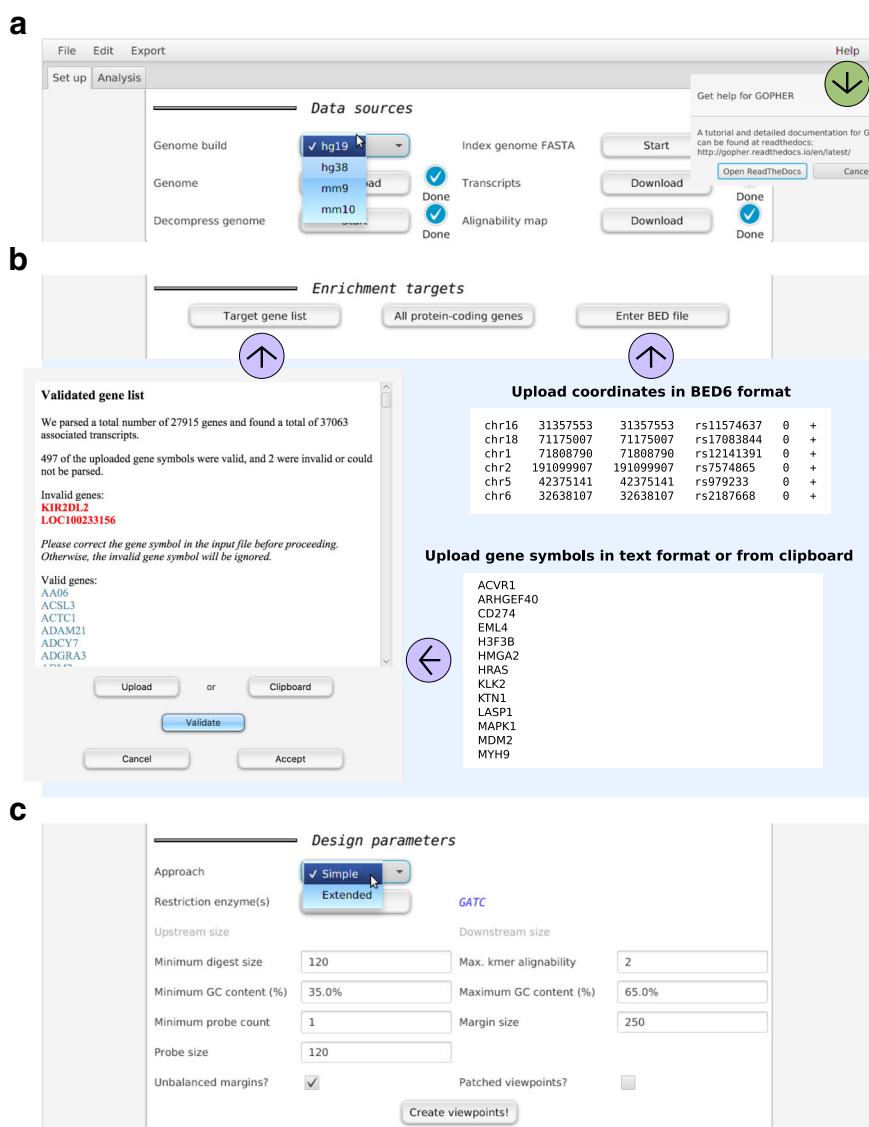 a
File Edit Export Help
Set up Analysis
Data sources
Get help for GOPHER
A tutorial and detailed documentation for G
can be found at readthedocs:
http://gopher.readthedocs.io/en/latest/
Open ReadTheDocs Cance
Genome build ✓ hg19 Index genome FASTA Start
hg38
Genome ad Done Transcripts Download Done
mm9
mm10
Decompress genome Start Done Alignability map Download Done
b
Enrichment targets
Target gene list All protein-coding genes Enter BED file
Validated gene list
We parsed a total number of 27915 genes and found a total of 37063
associated transcripts.
497 of the uploaded gene symbols were valid, and 2 were invalid or could
not be parsed.
Invalid genes:
KIR2DL2
LOC100233156
Please correct the gene symbol in the input file before proceeding.
Otherwise, the invalid gene symbol will be ignored.
Valid genes:
AA06
ACSL3
ACTC1
ADAM21
ADCY7
ADGRA3
Upload or Clipboard
Validate
Cancel Accept
Upload coordinates in BED6 format
chr16 31357553 31357553 rs11574637 0 +
chr18 71175007 71175007 rs17083844 0 +
chr1 71808790 71808790 rs12141391 0 +
chr2 191099907 191099907 rs7574865 0 +
chr5 42375141 42375141 rs979233 0 +
chr6 32638107 32638107 rs2187668 0 +
Upload gene symbols in text format or from clipboard
ACVR1
ARHGEF40
CD274
EML4
H3F3B
HMGA2
HRAS
KLK2
KTN1
LASP1
MAPK1
MDM2
MYH9
c
Design parameters
Approach ✓ Simple
Extended
Restriction enzyme(s) GATC
Upstream size Downstream size
Minimum digest size 120 Max. kmer alignability 2
Minimum GC content (%) 35.0% Maximum GC content (%) 65.0%
Minimum probe count 1 Margin size 250
Probe size 120
Unbalanced margins? ✓ Patched viewpoints?
Create viewpoints!